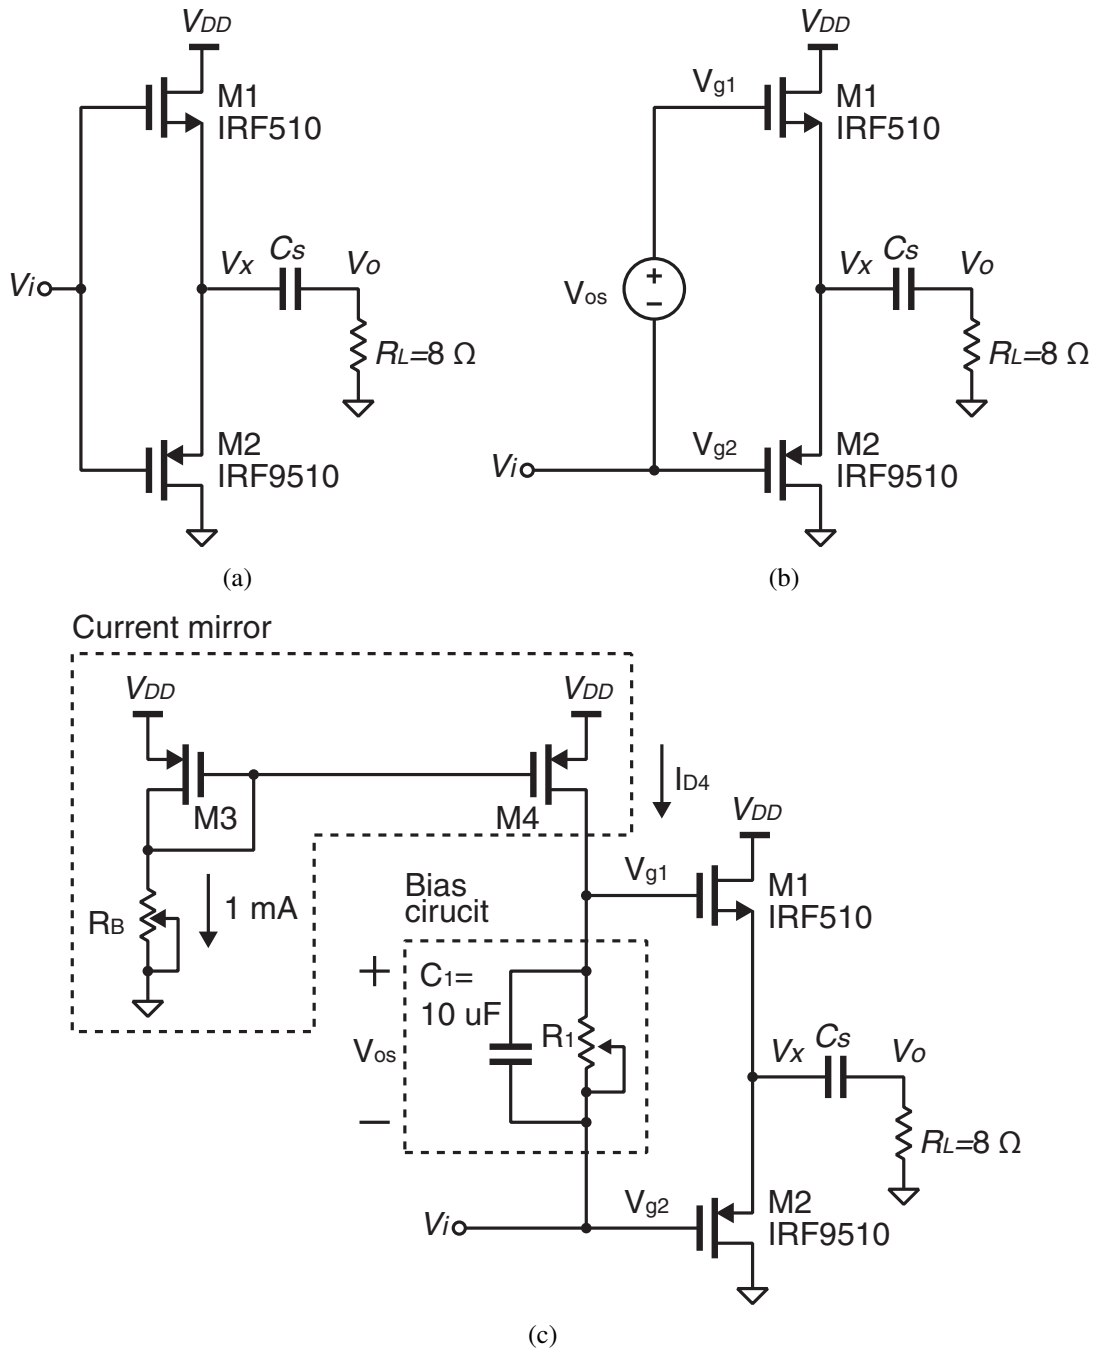 VDD
M1
IRF510
Vi
Vx
Cs
Vo
RL=8 Ω
M2
IRF9510
(a)
VDD
Vg1
M1
IRF510
Vos
+
−
Vx
Cs
Vo
RL=8 Ω
Vg2
Vi
M2
IRF9510
(b)
Current mirror
VDD
VDD
M3
M4
ID4
VDD
RB
1 mA
Vg1
M1
IRF510
Bias
cirucit
+
C1=
10 uF
R1
Vos
−
Vx
Cs
Vo
RL=8 Ω
Vg2
Vi
M2
IRF9510
(c)